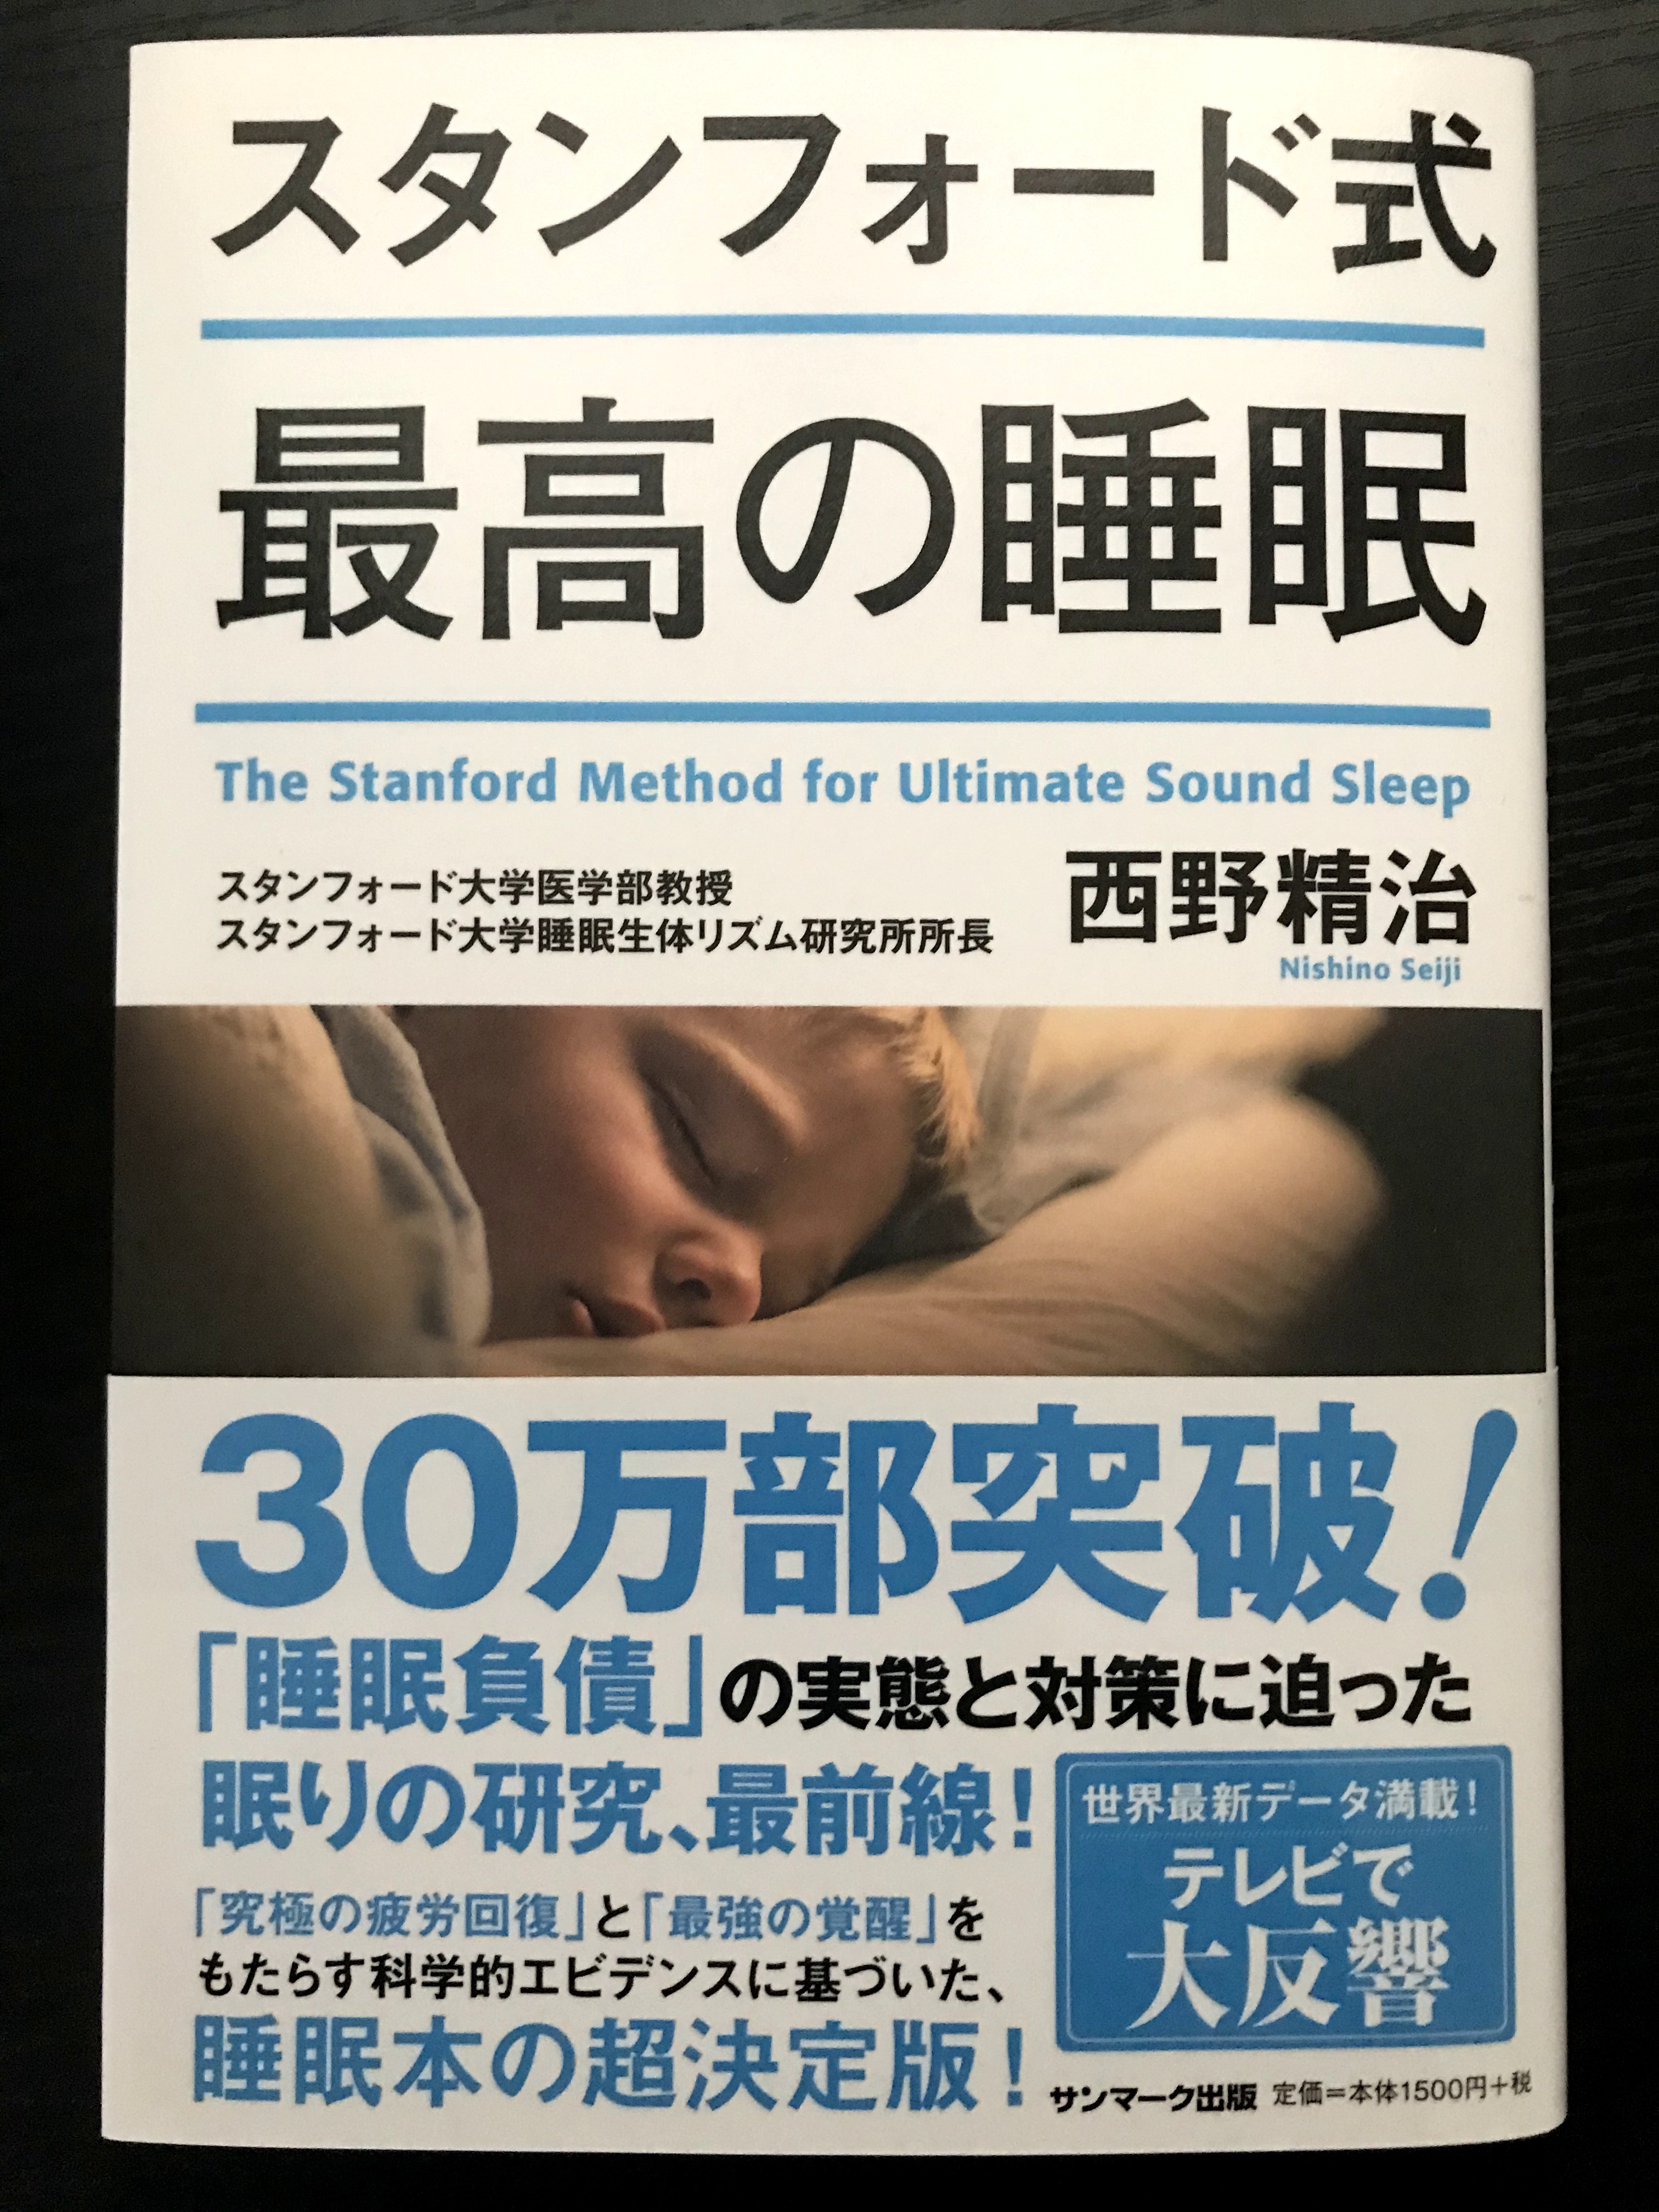 スタンフォード式
最高の睡眠
The Stanford Method for Ultimate Sound Sleep
スタンフォード大学医学部教授
スタンフォード大学睡眠生体リズム研究所所長
西野精治
Nishino Seiji
30万部突破！
「睡眠負債」の実態と対策に迫った
眠りの研究、最前線！
「究極の疲労回復」と「最強の覚醒」を
もたらす科学的エビデンスに基づいた、
睡眠本の超決定版！
世界最新データ満載！
テレビで
大反響
サンマーク出版 定価＝本体1500円＋税